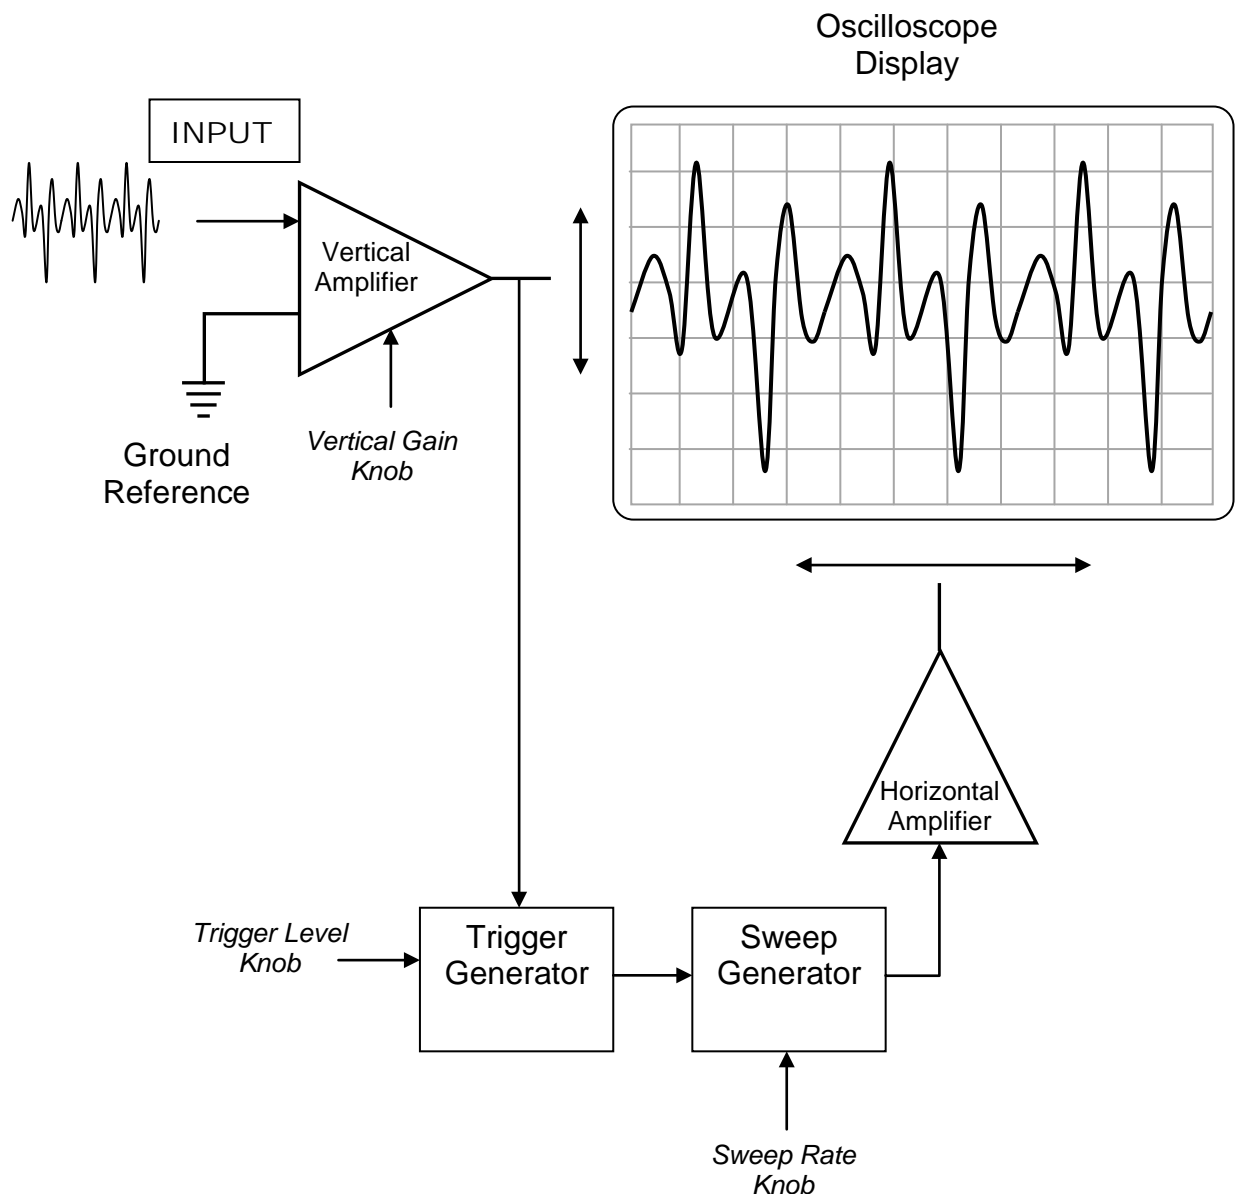 Oscilloscope
Display
INPUT
Vertical
Amplifier
Ground
Reference
Vertical Gain
Knob
Horizontal
Amplifier
Trigger Level
Knob
Trigger
Generator
Sweep
Generator
Sweep Rate
Knob